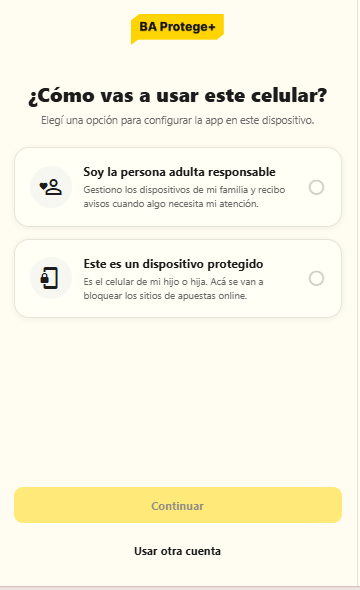 BA Protege+
¿Cómo vas a usar este celular?
Elegí una opción para configurar la app en este dispositivo.
Soy la persona adulta responsable
Gestiono los dispositivos de mi familia y recibo
avisos cuando algo necesita mi atención.
Este es un dispositivo protegido
Es el celular de mi hijo o hija. Acá se van a
bloquear los sitios de apuestas online.
Continuar
Usar otra cuenta